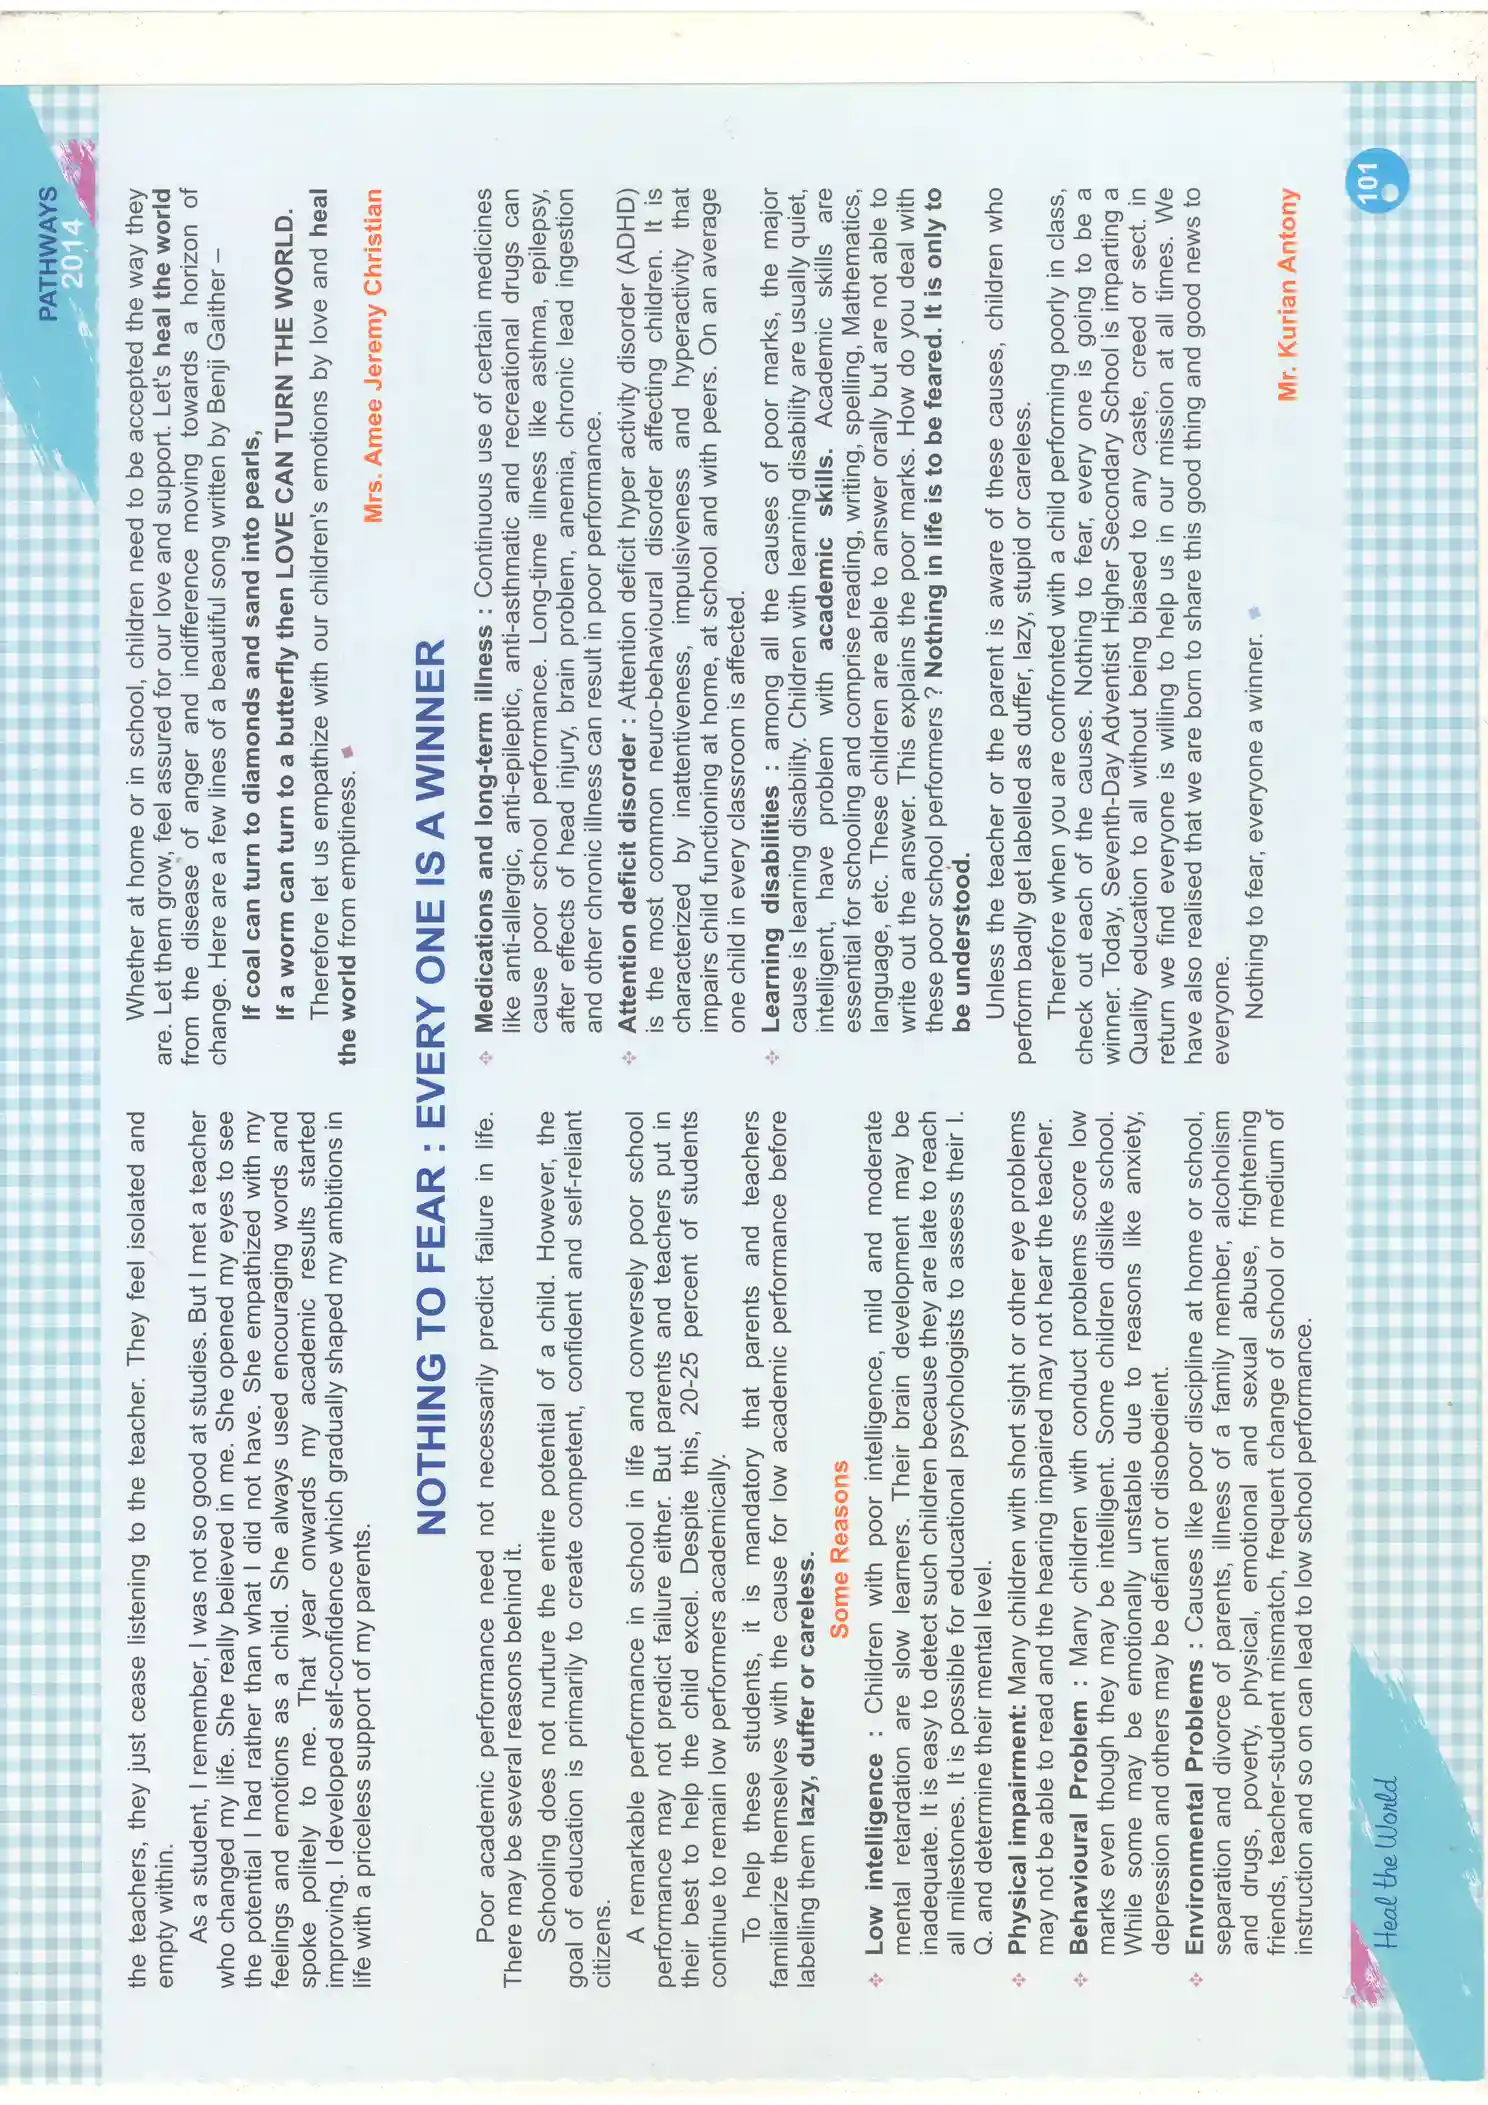 PATHWAYS
2014
the teachers, they just cease listening to the teacher. They feel isolated and
empty within.
As a student, I remember, I was not so good at studies. But I met a teacher
who changed my life. She really believed in me. She opened my eyes to see
the potential I had rather than what I did not have. She empathized with my
feelings and emotions as a child. She always used encouraging words and
spoke politely to me. That year onwards my academic results started
improving. I developed self-confidence which gradually shaped my ambitions in
life with a priceless support of my parents.
Whether at home or in school, children need to be accepted the way they
are. Let them grow, feel assured for our love and support. Let's heal the world
from the disease of anger and indifference moving towards a horizon of
change. Here are a few lines of a beautiful song written by Benji Gaither –
If coal can turn to diamonds and sand into pearls,
If a worm can turn to a butterfly then LOVE CAN TURN THE WORLD.
Therefore let us empathize with our children's emotions by love and heal
the world from emptiness.
Mrs. Amee Jeremy Christian
NOTHING TO FEAR : EVERY ONE IS A WINNER
Poor academic performance need not necessarily predict failure in life.
There may be several reasons behind it.
Schooling does not nurture the entire potential of a child. However, the
goal of education is primarily to create competent, confident and self-reliant
citizens.
A remarkable performance in school in life and conversely poor school
performance may not predict failure either. But parents and teachers put in
their best to help the child excel. Despite this, 20-25 percent of students
continue to remain low performers academically.
To help these students, it is mandatory that parents and teachers
familiarize themselves with the cause for low academic performance before
labelling them lazy, duffer or careless.
Some Reasons
❖ Low intelligence : Children with poor intelligence, mild and moderate
mental retardation are slow learners. Their brain development may be
inadequate. It is easy to detect such children because they are late to reach
all milestones. It is possible for educational psychologists to assess their I.
Q. and determine their mental level.
❖ Physical impairment: Many children with short sight or other eye problems
may not be able to read and the hearing impaired may not hear the teacher.
❖ Behavioural Problem : Many children with conduct problems score low
marks even though they may be intelligent. Some children dislike school.
While some may be emotionally unstable due to reasons like anxiety,
depression and others may be defiant or disobedient.
❖ Environmental Problems : Causes like poor discipline at home or school,
separation and divorce of parents, illness of a family member, alcoholism
and drugs, poverty, physical, emotional and sexual abuse, frightening
friends, teacher-student mismatch, frequent change of school or medium of
instruction and so on can lead to low school performance.
❖ Medications and long-term illness : Continuous use of certain medicines
like anti-allergic, anti-epileptic, anti-asthmatic and recreational drugs can
cause poor school performance. Long-time illness like asthma, epilepsy,
after effects of head injury, brain problem, anemia, chronic lead ingestion
and other chronic illness can result in poor performance.
❖ Attention deficit disorder : Attention deficit hyper activity disorder (ADHD)
is the most common neuro-behavioural disorder affecting children. It is
characterized by inattentiveness, impulsiveness and hyperactivity that
impairs child functioning at home, at school and with peers. On an average
one child in every classroom is affected.
❖ Learning disabilities : among all the causes of poor marks, the major
cause is learning disability. Children with learning disability are usually quiet,
intelligent, have problem with academic skills. Academic skills are
essential for schooling and comprise reading, writing, spelling, Mathematics,
language, etc. These children are able to answer orally but are not able to
write out the answer. This explains the poor marks. How do you deal with
these poor school performers ? Nothing in life is to be feared. It is only to
be understood.
Unless the teacher or the parent is aware of these causes, children who
perform badly get labelled as duffer, lazy, stupid or careless.
Therefore when you are confronted with a child performing poorly in class,
check out each of the causes. Nothing to fear, every one is going to be a
winner. Today, Seventh-Day Adventist Higher Secondary School is imparting a
Quality education to all without being biased to any caste, creed or sect. in
return we find everyone is willing to help us in our mission at all times. We
have also realised that we are born to share this good thing and good news to
everyone.
Nothing to fear, everyone a winner.
Mr. Kurian Antony
Heal the World
101